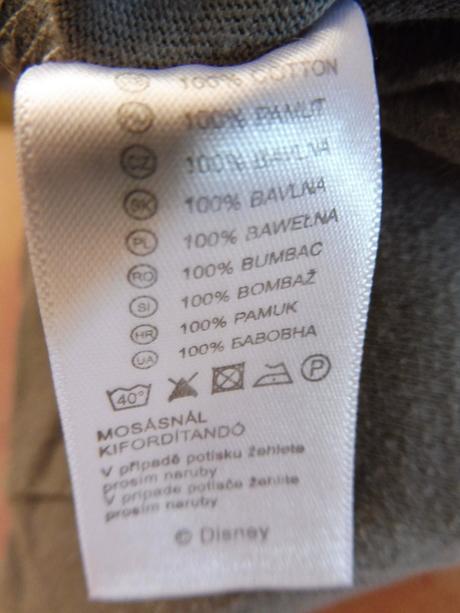 100% COTTON
HU 100% PAMUT
CZ 100% BAVLNA
SK 100% BAVLNA
PL 100% BAWEŁNA
RO 100% BUMBAC
SI 100% BOMBAŽ
HR 100% PAMUK
UA 100% БАВОВНА
40° P
MOSÁSNÁL
KIFORDÍTANDÓ
V případě potisku žehlete
prosím naruby
V prípade potlače žehlite
prosím naruby
© Disney